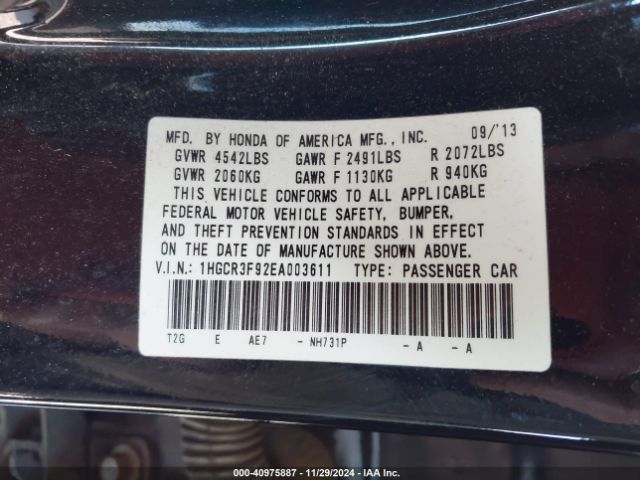 MFD. BY HONDA OF AMERICA MFG., INC. 09/'13
GVWR 4542LBS GAWR F 2491LBS R 2072LBS
GVWR 2060KG GAWR F 1130KG R 940KG
THIS VEHICLE CONFORMS TO ALL APPLICABLE
FEDERAL MOTOR VEHICLE SAFETY, BUMPER,
AND THEFT PREVENTION STANDARDS IN EFFECT
ON THE DATE OF MANUFACTURE SHOWN ABOVE.
V.I.N.: 1HGCR3F92EA003611 TYPE: PASSENGER CAR
T2G E AE7 - NH731P - A - A
000-40975887 - 11/29/2024 - IAA Inc.